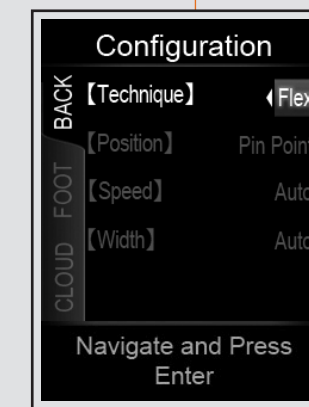 Configuration
BACK
【Technique】 Flex
【Position】 Pin Point
FOOT
【Speed】 Auto
【Width】 Auto
CLOUD
Navigate and Press
Enter